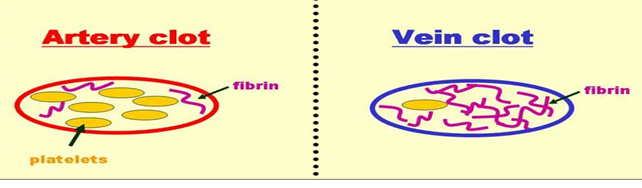 Artery clot
fibrin
platelets
Vein clot
fibrin